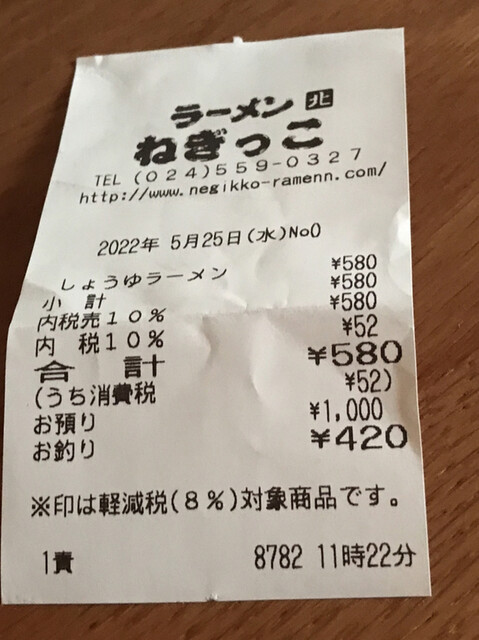 ラーメン 北
ねぎっこ
TEL (024)559-0327
http://www.negikko-ramenn.com/
2022年 5月25日(水)No0
しょうゆラーメン ¥580
小 計 ¥580
内税売10% ¥580
内 税10% ¥52
合 計 ¥580
(うち消費税 ¥52)
お預り ¥1,000
お釣り ¥420
※印は軽減税(8%)対象商品です。
1責 8782 11時22分